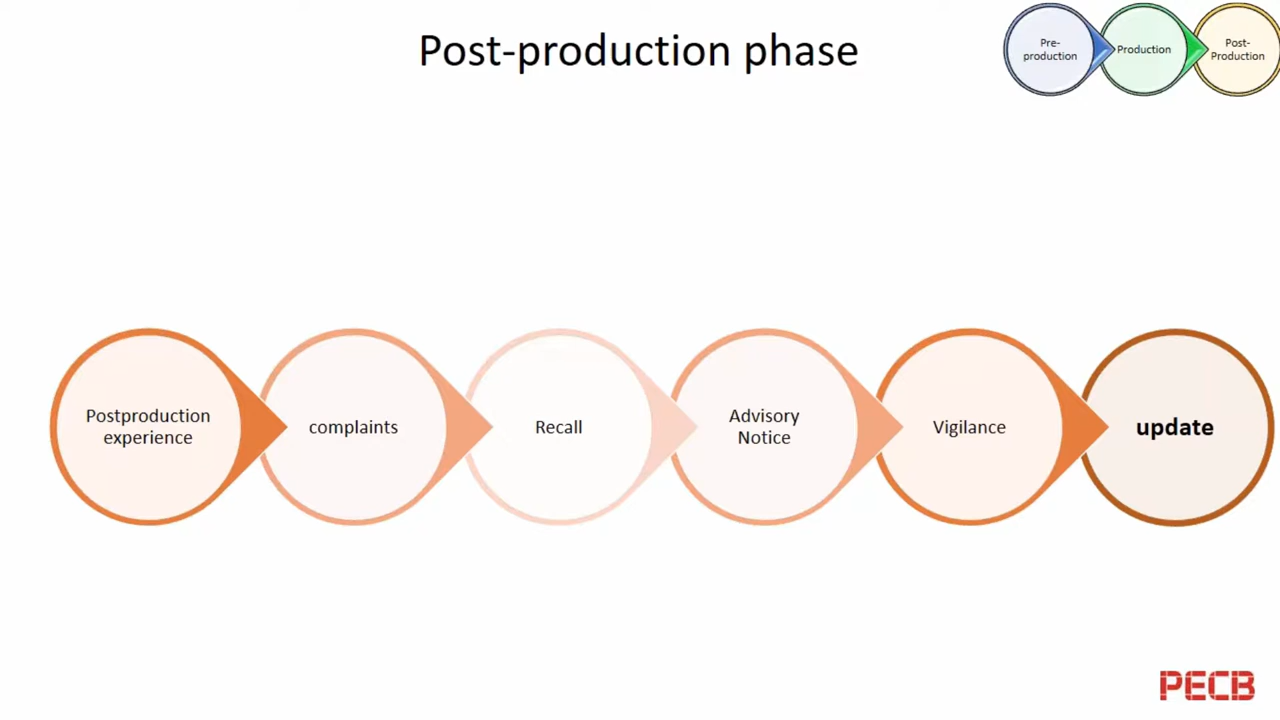 Post-production phase
Pre-
production
Production
Post-
Production
Postproduction
experience
complaints
Recall
Advisory
Notice
Vigilance
update
PECB